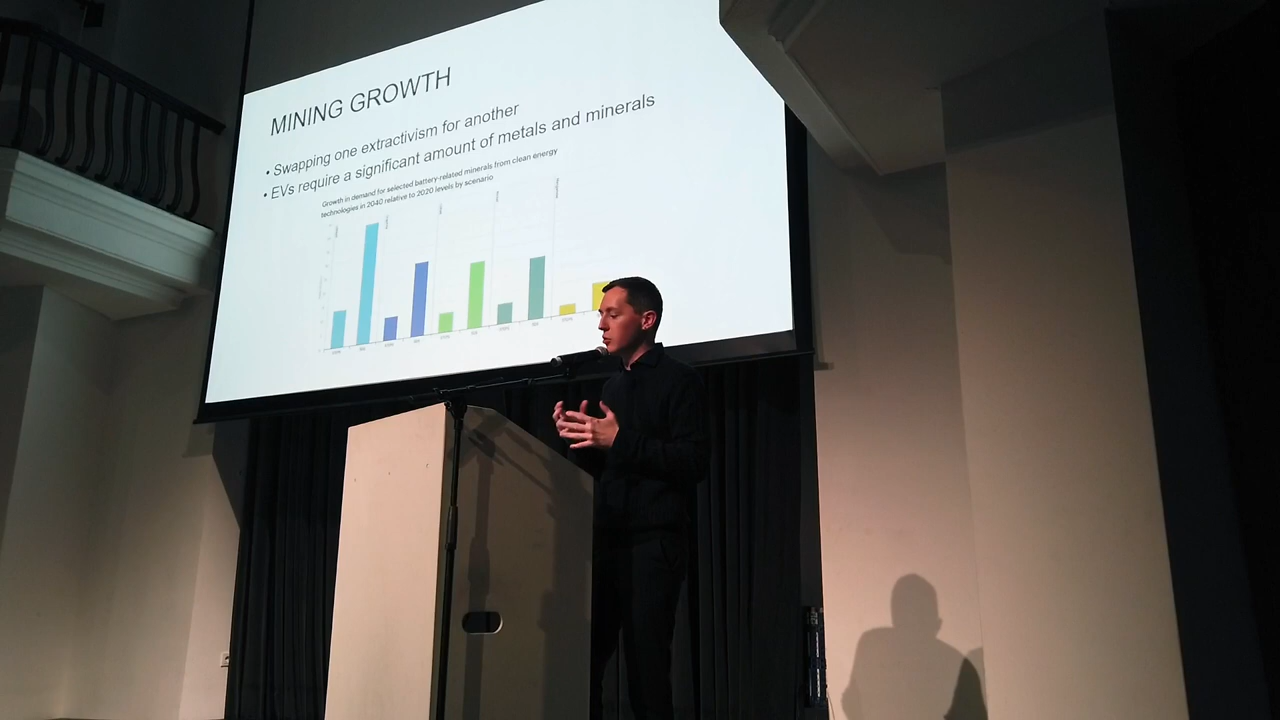 MINING GROWTH
• Swapping one extractivism for another
• EVs require a significant amount of metals and minerals
Growth in demand for selected battery-related minerals from clean energy
technologies in 2040 relative to 2020 levels by scenario